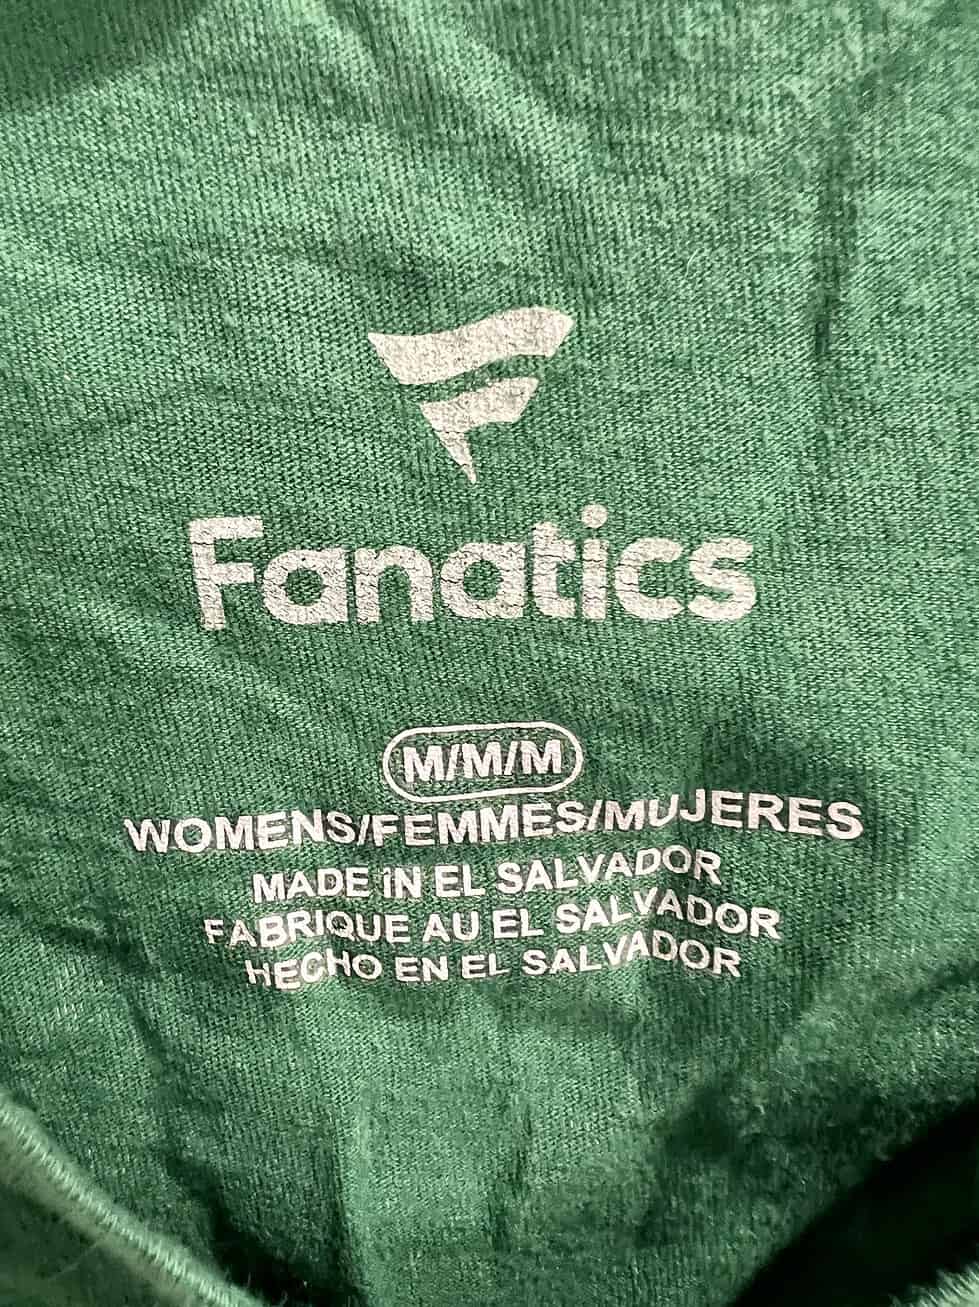 Fanatics
M/M/M
WOMENS/FEMMES/MUJERES
MADE IN EL SALVADOR
FABRIQUE AU EL SALVADOR
HECHO EN EL SALVADOR